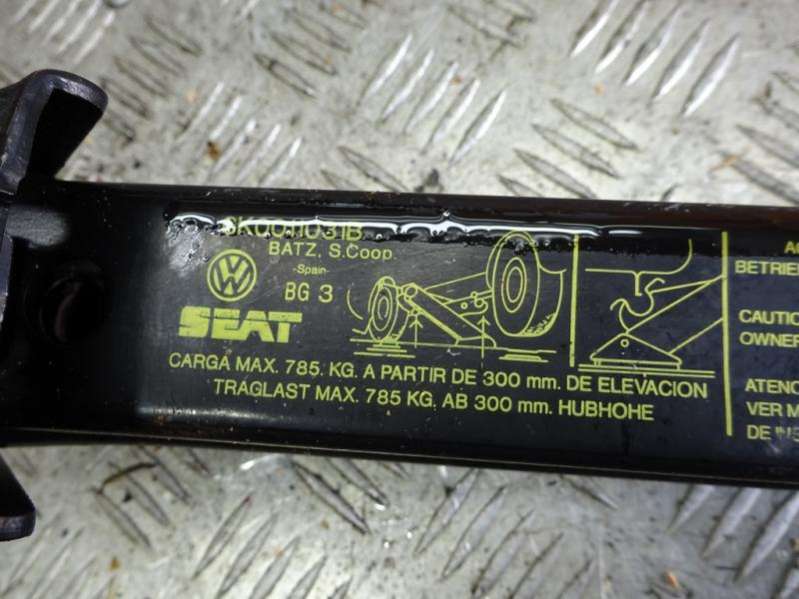 6K0011031B
BATZ, S.Coop.
-Spain-
BG 3
SEAT
CARGA MAX. 785. KG. A PARTIR DE 300 mm. DE ELEVACION
TRAGLAST MAX. 785 KG. AB 300 mm. HUBHOHE
BETRIE
CAUTIO
OWNER
ATENC
VER M